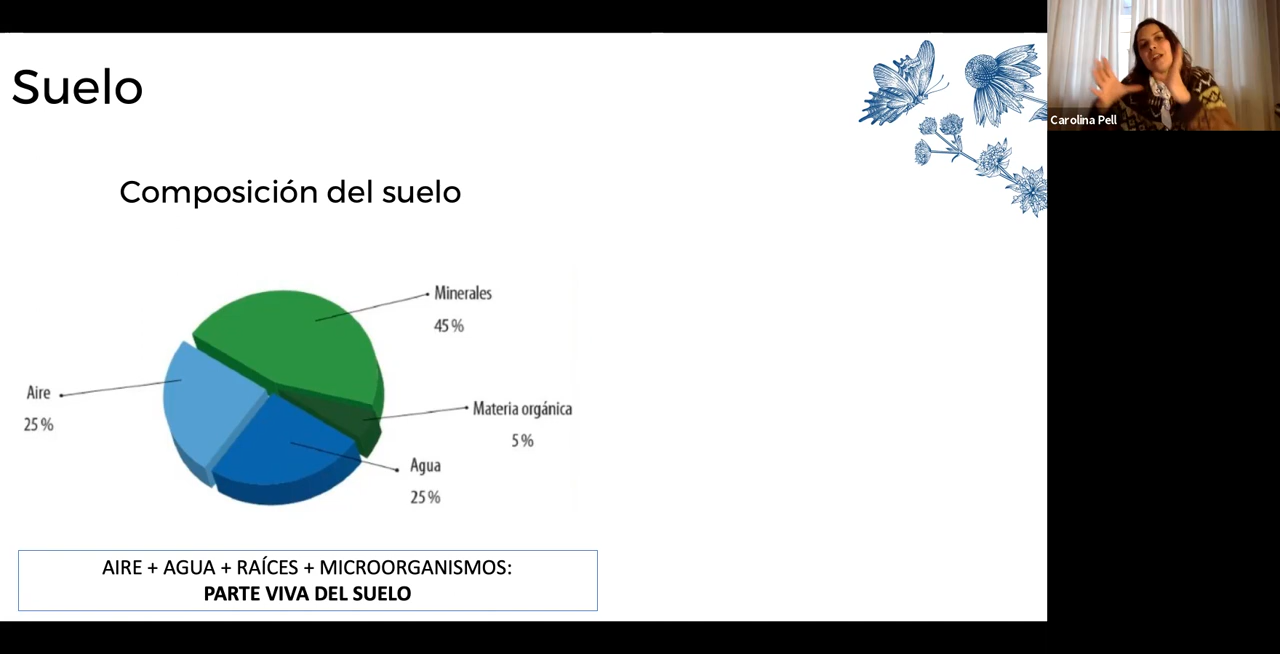 Suelo
Carolina Pell
Composición del suelo
Minerales
45 %
Aire
25 %
Materia orgánica
5 %
Agua
25 %
AIRE + AGUA + RAÍCES + MICROORGANISMOS:
PARTE VIVA DEL SUELO